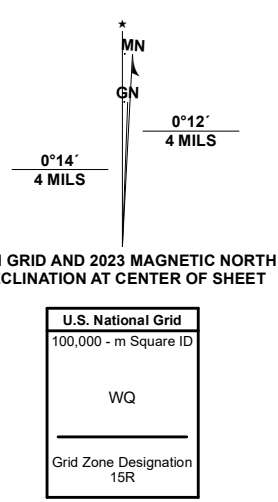 ★
MN
GN
0°12´
4 MILS
0°14´
4 MILS
GRID AND 2023 MAGNETIC NORTH
CLINATION AT CENTER OF SHEET
U.S. National Grid
100,000 - m Square ID
WQ
Grid Zone Designation
15R